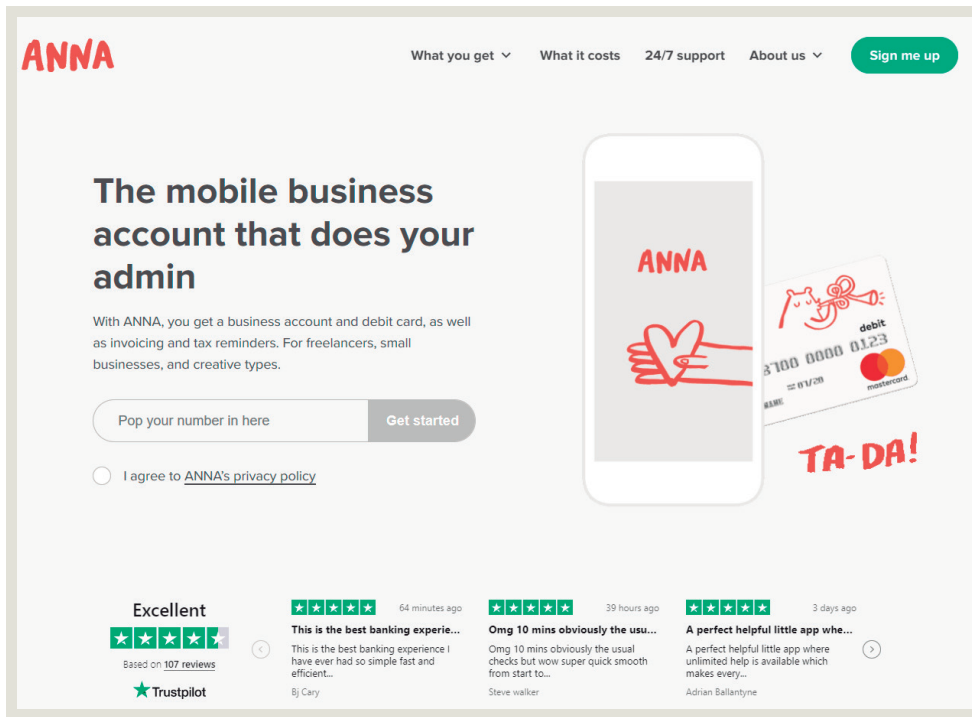 ANNA
What you get
What it costs
24/7 support
About us
Sign me up
The mobile business
account that does your
admin
With ANNA, you get a business account and debit card, as well
as invoicing and tax reminders. For freelancers, small
businesses, and creative types.
Pop your number in here
Get started
I agree to ANNA's privacy policy
ANNA
debit
3700 0000 0123
mastercard
TA-DA!
Excellent
Based on 107 reviews
Trustpilot
64 minutes ago
This is the best banking experie...
This is the best banking experience I
have ever had so simple fast and
efficient...
Bj Cary
39 hours ago
Omg 10 mins obviously the usu...
Omg 10 mins obviously the usual
checks but wow super quick smooth
from start to...
Steve walker
3 days ago
A perfect helpful little app whe...
A perfect helpful little app where
unlimited help is available which
makes every...
Adrian Ballantyne